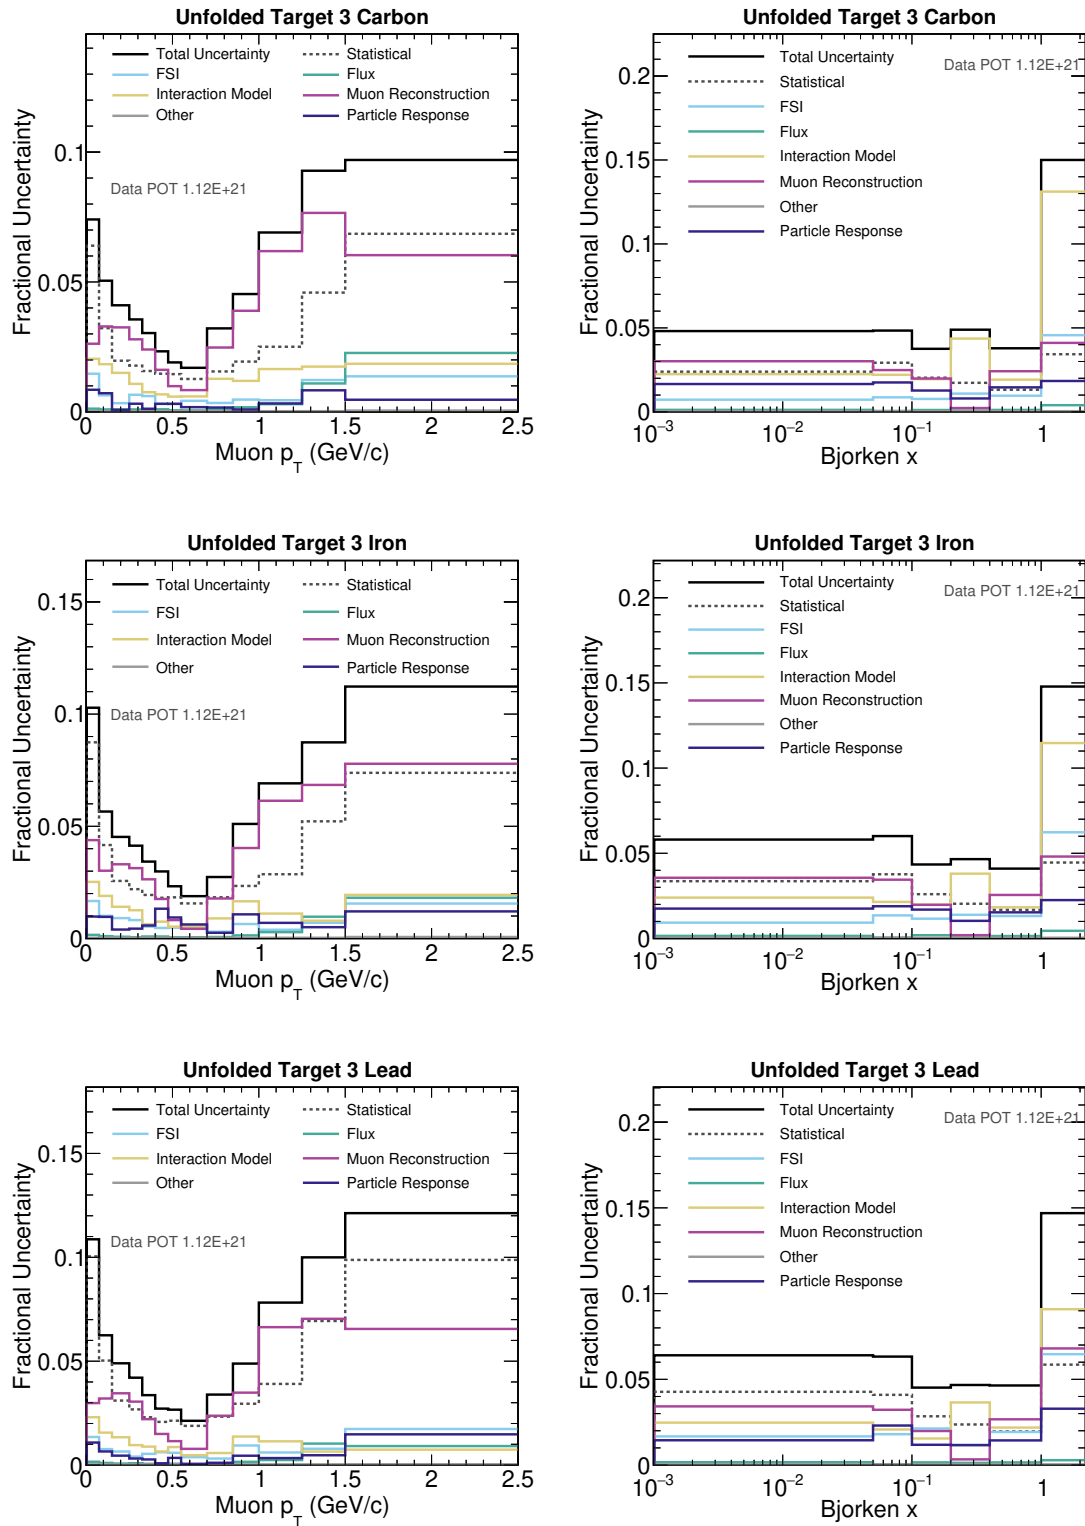 Unfolded Target 3 Carbon
Total Uncertainty
Statistical
FSI
Flux
Interaction Model
Muon Reconstruction
Other
Particle Response
Data POT 1.12E+21
Fractional Uncertainty
0.1
0.05
0
0 0.5 1 1.5 2 2.5
Muon p_T (GeV/c)
Unfolded Target 3 Carbon
Total Uncertainty
Statistical
FSI
Flux
Interaction Model
Muon Reconstruction
Other
Particle Response
Data POT 1.12E+21
Fractional Uncertainty
0.2
0.15
0.1
0.05
0
10⁻³ 10⁻² 10⁻¹ 1
Bjorken x
Unfolded Target 3 Iron
Total Uncertainty
Statistical
FSI
Flux
Interaction Model
Muon Reconstruction
Other
Particle Response
Data POT 1.12E+21
Fractional Uncertainty
0.15
0.1
0.05
0
0 0.5 1 1.5 2 2.5
Muon p_T (GeV/c)
Unfolded Target 3 Iron
Total Uncertainty
Statistical
FSI
Flux
Interaction Model
Muon Reconstruction
Other
Particle Response
Data POT 1.12E+21
Fractional Uncertainty
0.2
0.15
0.1
0.05
0
10⁻³ 10⁻² 10⁻¹ 1
Bjorken x
Unfolded Target 3 Lead
Total Uncertainty
Statistical
FSI
Flux
Interaction Model
Muon Reconstruction
Other
Particle Response
Data POT 1.12E+21
Fractional Uncertainty
0.15
0.1
0.05
0
0 0.5 1 1.5 2 2.5
Muon p_T (GeV/c)
Unfolded Target 3 Lead
Total Uncertainty
Statistical
FSI
Flux
Interaction Model
Muon Reconstruction
Other
Particle Response
Data POT 1.12E+21
Fractional Uncertainty
0.2
0.15
0.1
0.05
0
10⁻³ 10⁻² 10⁻¹ 1
Bjorken x